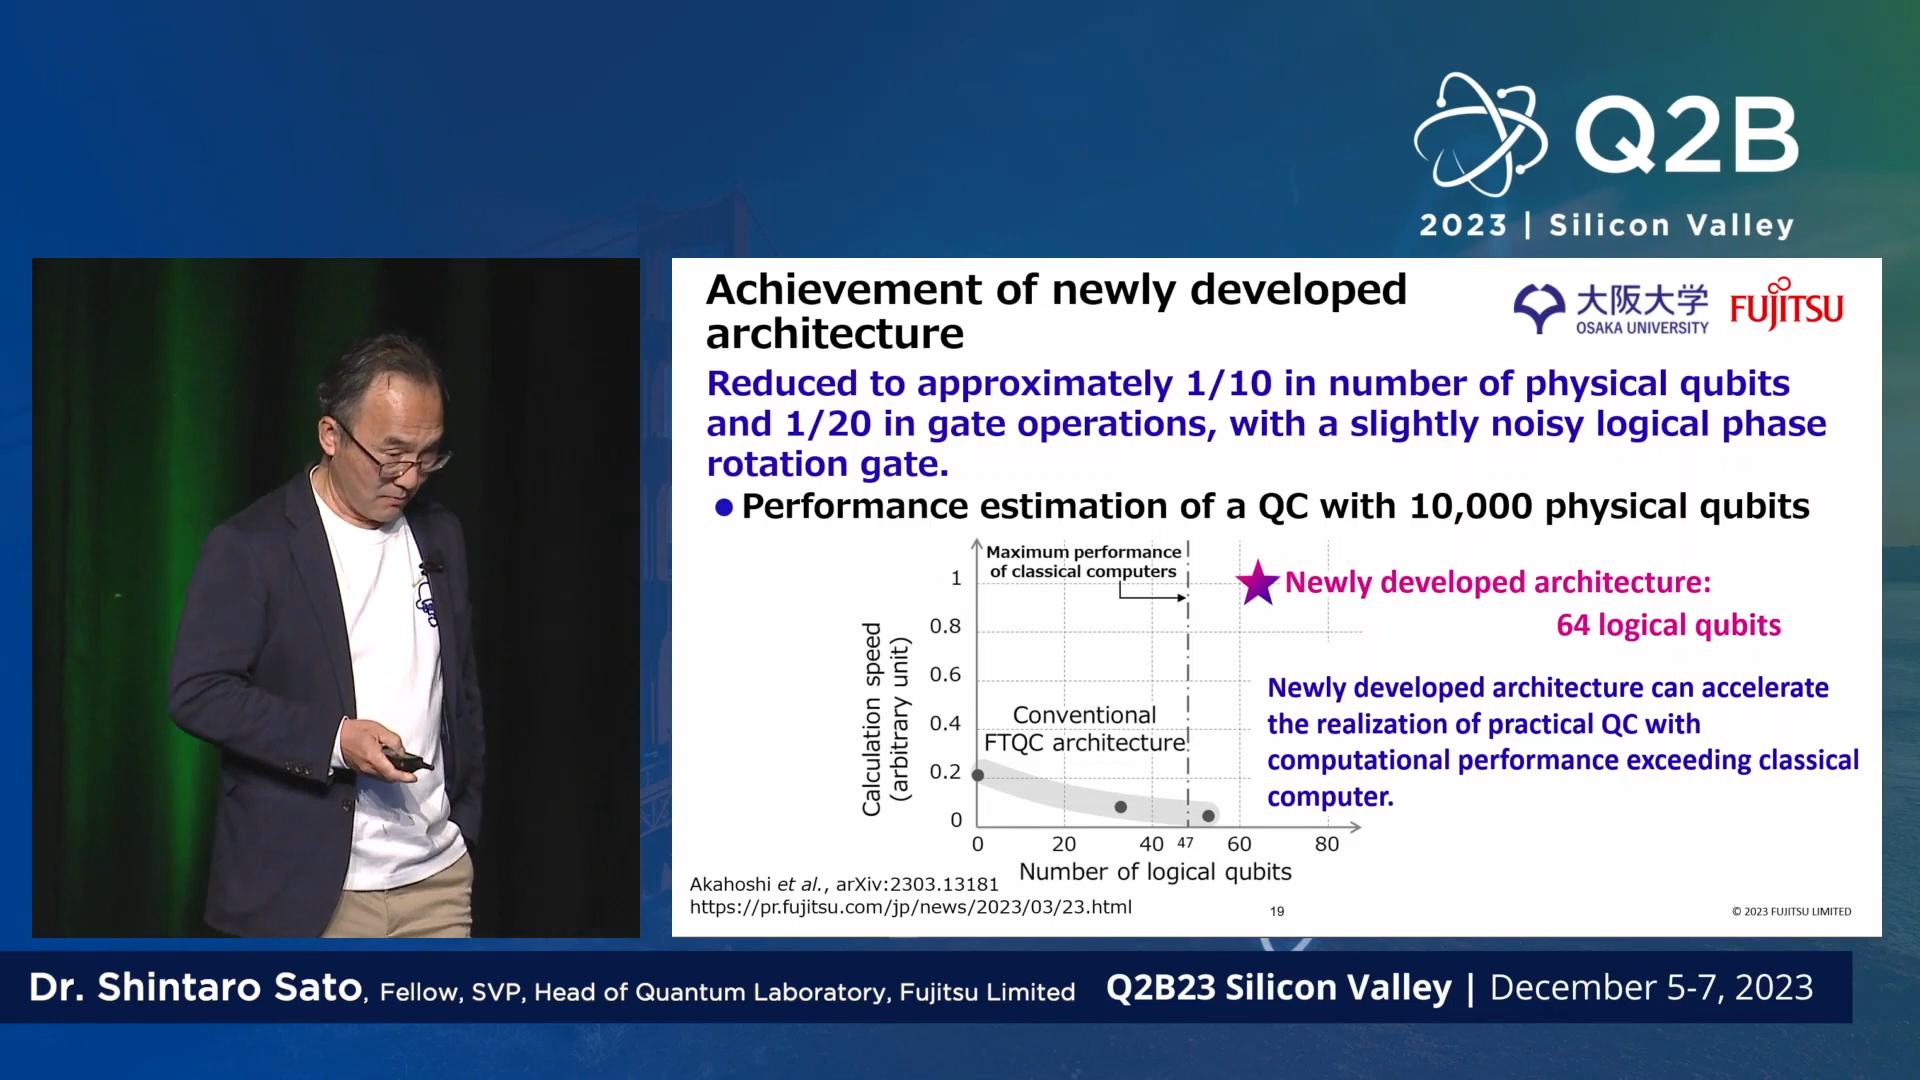 Q2B
2023 | Silicon Valley
Achievement of newly developed
architecture
大阪大学
OSAKA UNIVERSITY
FUJITSU
Reduced to approximately 1/10 in number of physical qubits
and 1/20 in gate operations, with a slightly noisy logical phase
rotation gate.
● Performance estimation of a QC with 10,000 physical qubits
Maximum performance
of classical computers
Newly developed architecture:
64 logical qubits
Newly developed architecture can accelerate
the realization of practical QC with
computational performance exceeding classical
computer.
Conventional
FTQC architecture
Calculation speed
(arbitrary unit)
1
0.8
0.6
0.4
0.2
0
0 20 40 47 60 80
Number of logical qubits
Akahoshi et al., arXiv:2303.13181
https://pr.fujitsu.com/jp/news/2023/03/23.html
19
© 2023 FUJITSU LIMITED
Dr. Shintaro Sato, Fellow, SVP, Head of Quantum Laboratory, Fujitsu Limited
Q2B23 Silicon Valley | December 5-7, 2023